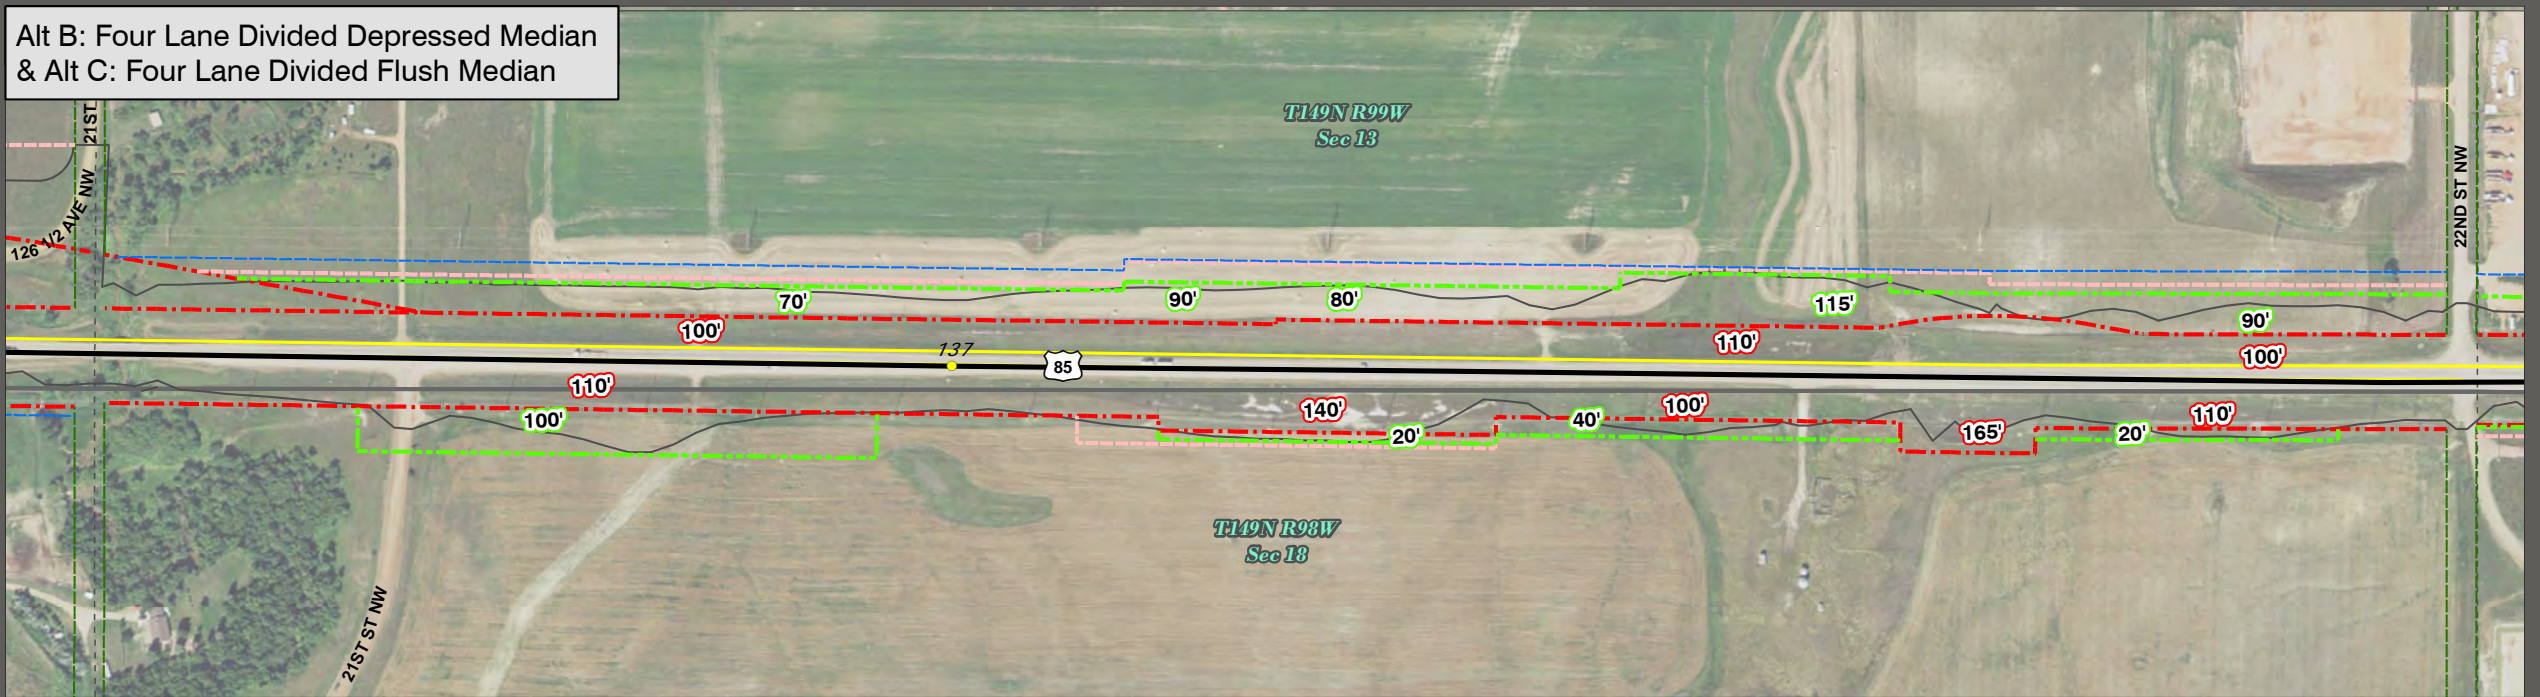 Alt B: Four Lane Divided Depressed Median
& Alt C: Four Lane Divided Flush Median
21ST
126 1/2 AVE NW
T149N R99W
Sec 13
22ND ST NW
70'
90'
80'
115'
90'
100'
110'
100'
137
85
110'
100'
140'
20'
40'
100'
165'
20'
110'
T149N R98W
Sec 18
21ST ST NW